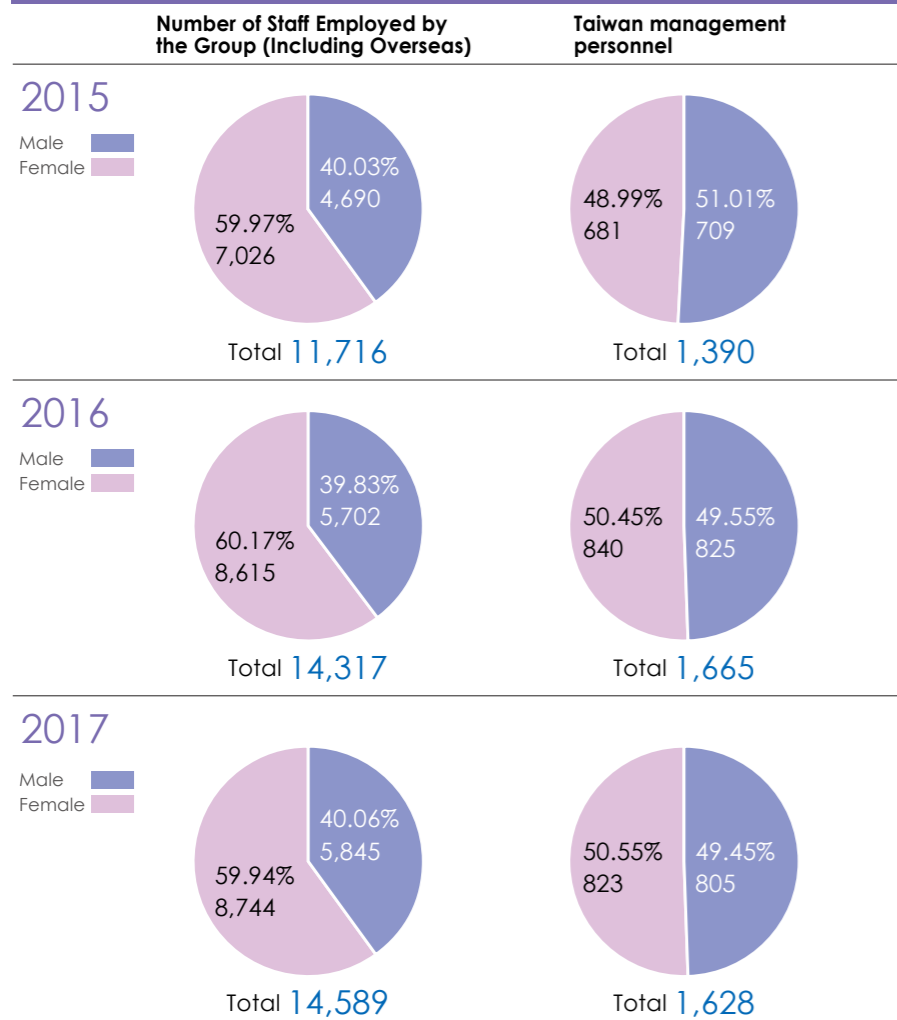 Number of Staff Employed by
the Group (Including Overseas)
Taiwan management
personnel
2015
Male
Female
40.03%
4,690
59.97%
7,026
Total 11,716
48.99%
681
51.01%
709
Total 1,390
2016
Male
Female
39.83%
5,702
60.17%
8,615
Total 14,317
50.45%
840
49.55%
825
Total 1,665
2017
Male
Female
40.06%
5,845
59.94%
8,744
Total 14,589
50.55%
823
49.45%
805
Total 1,628